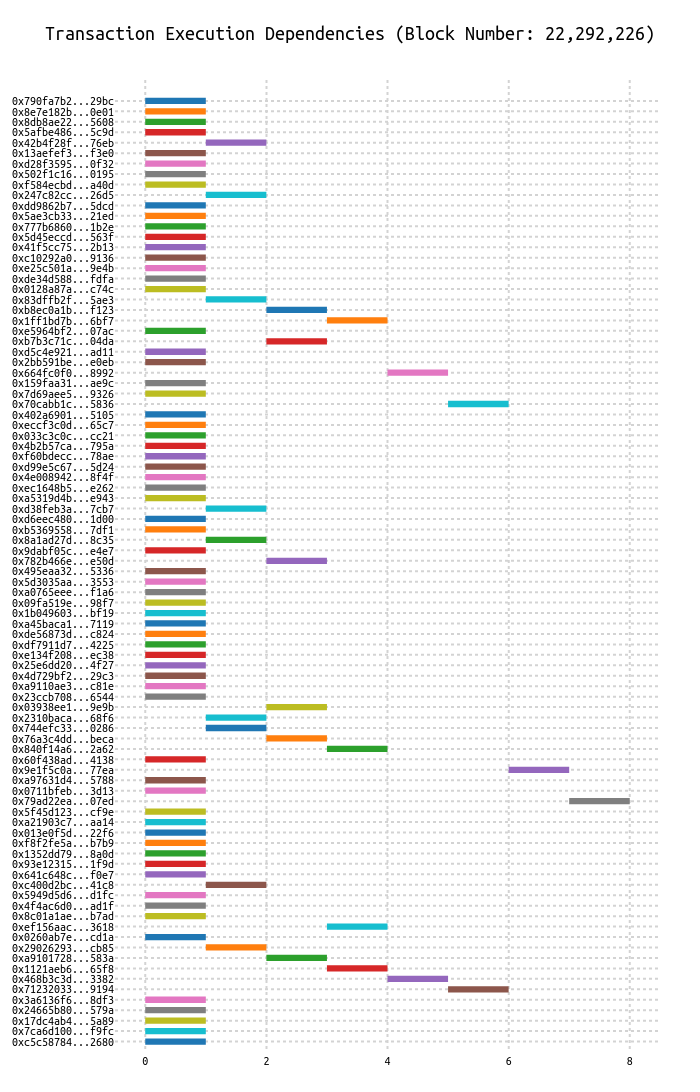 Transaction Execution Dependencies (Block Number: 22,292,226)
0x790fa7b2...29bc
0x8e7e182b...0e01
0x8db8ae22...5608
0x5afbe486...5c9d
0x42b4f28f...76eb
0x13aefef3...f3e0
0xd28f3595...0f32
0x502f1c16...0195
0xf584ecbd...a40d
0x247c82cc...26d5
0xdd9862b7...5dcd
0x5ae3cb33...21ed
0x777b6860...1b2e
0x5d45eccd...563f
0x41f5cc75...2b13
0xc10292a0...9136
0xe25c501a...9e4b
0xde34d588...fdfa
0x0128a87a...c74c
0x83dffb2f...5ae3
0xb8ec0a1b...f123
0x1ff1bd7b...6bf7
0xe5964bf2...07ac
0xb7b3c71c...04da
0xd5c4e921...ad11
0x2bb591be...e0eb
0x664fc0f0...8992
0x159faa31...ae9c
0x7d69aee5...9326
0x70cabb1c...5836
0x402a6901...5105
0xeccf3c0d...65c7
0x033c3c0c...cc21
0x4b2b57ca...795a
0xf60bdecc...78ae
0xd99e5c67...5d24
0x4e008942...8f4f
0xec1648b5...e262
0xa5319d4b...e943
0xd38feb3a...7cb7
0xd6eec480...1d00
0xb5369558...7df1
0x8a1ad27d...8c35
0x9dabf05c...e4e7
0x782b466e...e50d
0x495eaa32...5336
0x5d3035aa...3553
0xa0765eee...f1a6
0x09fa519e...98f7
0x1b049603...bf19
0xa45baca1...7119
0xde56873d...c824
0xdf7911d7...4225
0xe134f208...ec38
0x25e6dd20...4f27
0x4d729bf2...29c3
0xa9110ae3...c81e
0x23ccb708...6544
0x03938ee1...9e9b
0x2310baca...68f6
0x744efc33...0286
0x76a3c4dd...beca
0x840f14a6...2a62
0x60f438ad...4138
0x9e1f5c0a...77ea
0xa97631d4...5788
0x0711bfeb...3d13
0x79ad22ea...07ed
0x5f45d123...cf9e
0xa21903c7...aa14
0x013e0f5d...22f6
0xf8f2fe5a...b7b9
0x1352dd79...8a0d
0x93e12315...1f9d
0x641c648c...f0e7
0xc400d2bc...41c8
0x5949d5d6...d1fc
0x4f4ac6d0...ad1f
0x8c01a1ae...b7ad
0xef156aac...3618
0x0260ab7e...cd1a
0x29026293...cb85
0xa9101728...583a
0x1121aeb6...65f8
0x468b3c3d...3382
0x71232033...9194
0x3a6136f6...8df3
0x24665b80...579a
0x17dc4ab4...5a89
0x7ca6d100...f9fc
0xc5c58784...2680
0 2 4 6 8